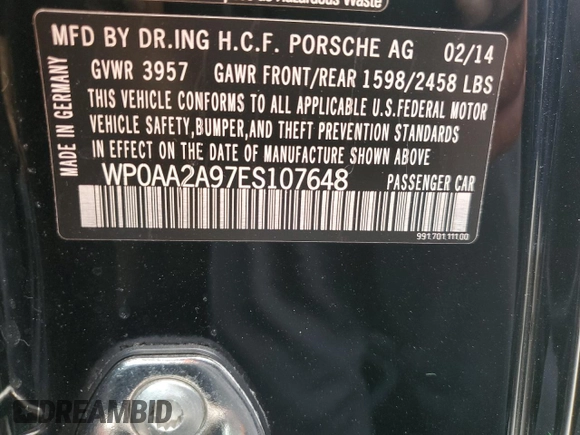 Hazardous Waste
MFD BY DR.ING H.C.F. PORSCHE AG 02/14
GVWR 3957 GAWR FRONT/REAR 1598/2458 LBS
THIS VEHICLE CONFORMS TO ALL APPLICABLE U.S.FEDERAL MOTOR
VEHICLE SAFETY,BUMPER,AND THEFT PREVENTION STANDARDS
IN EFFECT ON THE DATE OF MANUFACTURE SHOWN ABOVE
MADE IN GERMANY
WP0AA2A97ES107648 PASSENGER CAR
991.701.111.00
DREAMBID